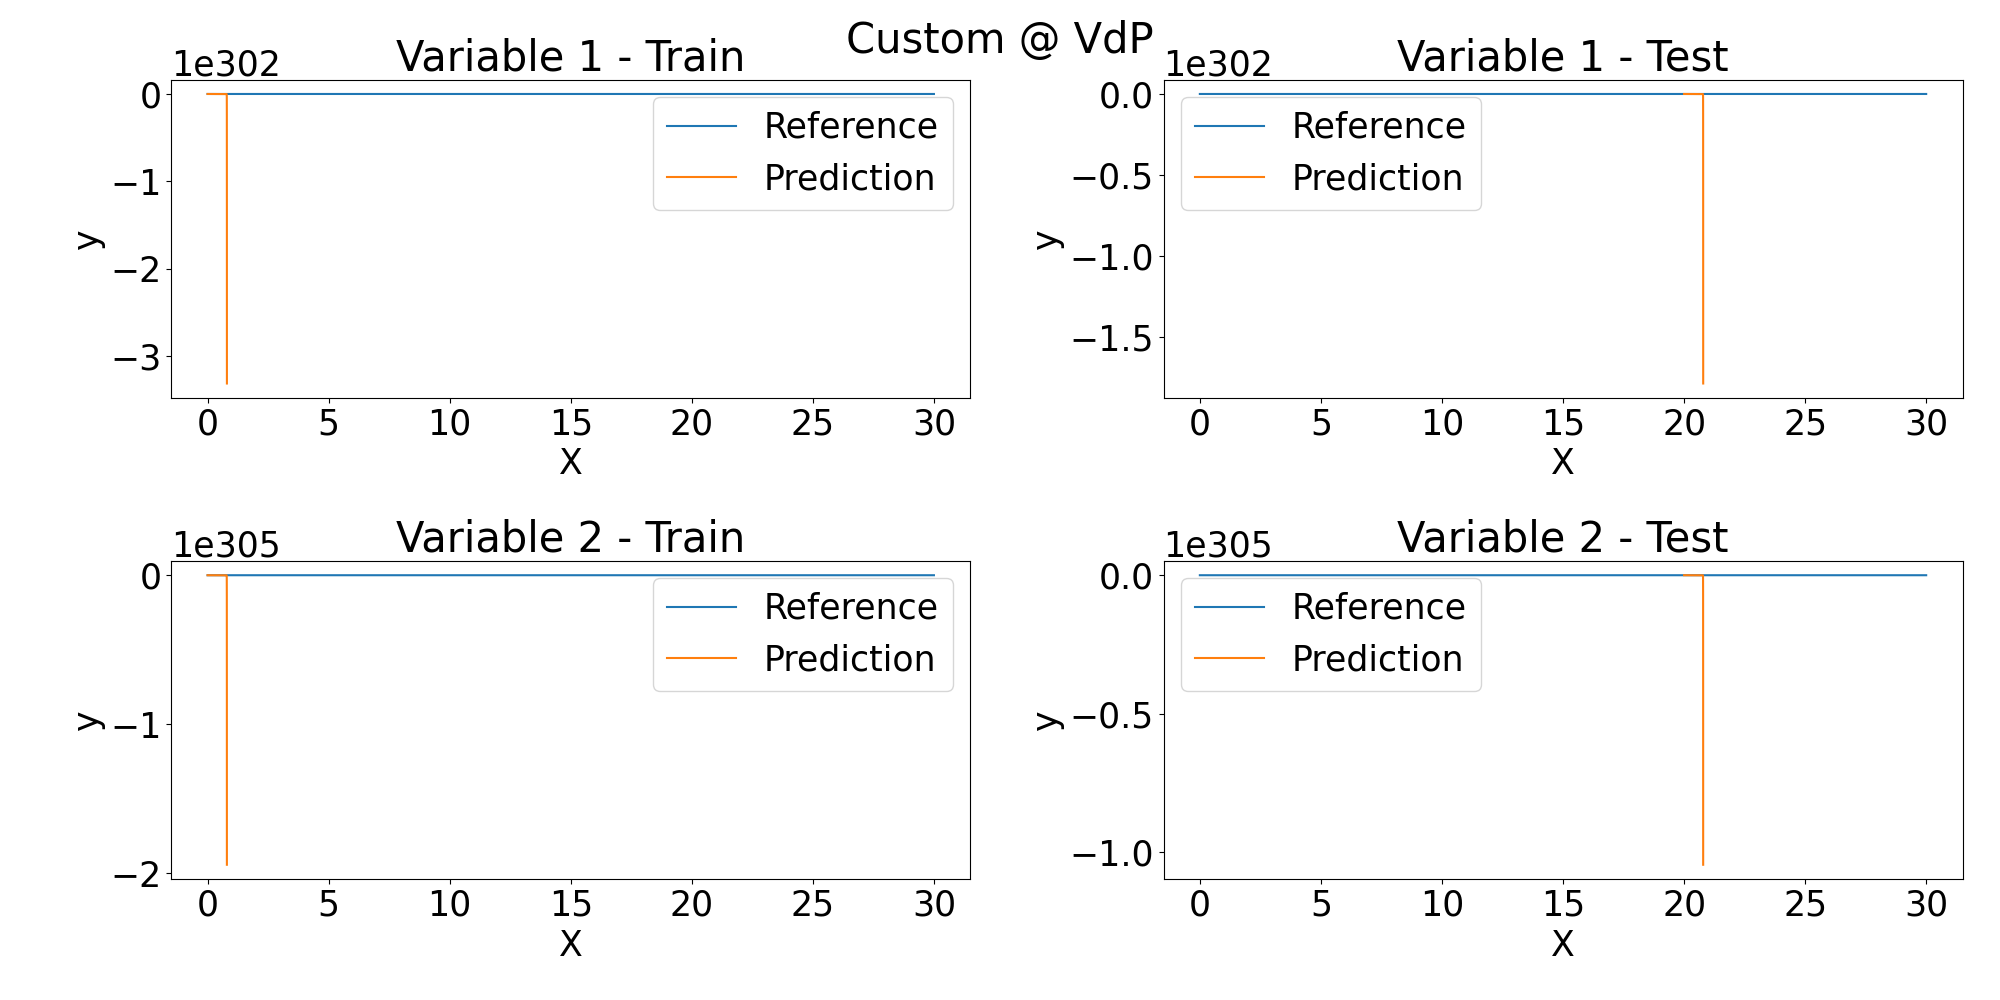 Custom @ VdP
Variable 1 - Train
1e302
0
−1
−2
−3
y
Reference
Prediction
0 5 10 15 20 25 30
X
Variable 1 - Test
1e302
0.0
−0.5
−1.0
−1.5
y
Reference
Prediction
0 5 10 15 20 25 30
X
Variable 2 - Train
1e305
0
−1
−2
y
Reference
Prediction
0 5 10 15 20 25 30
X
Variable 2 - Test
1e305
0.0
−0.5
−1.0
y
Reference
Prediction
0 5 10 15 20 25 30
X